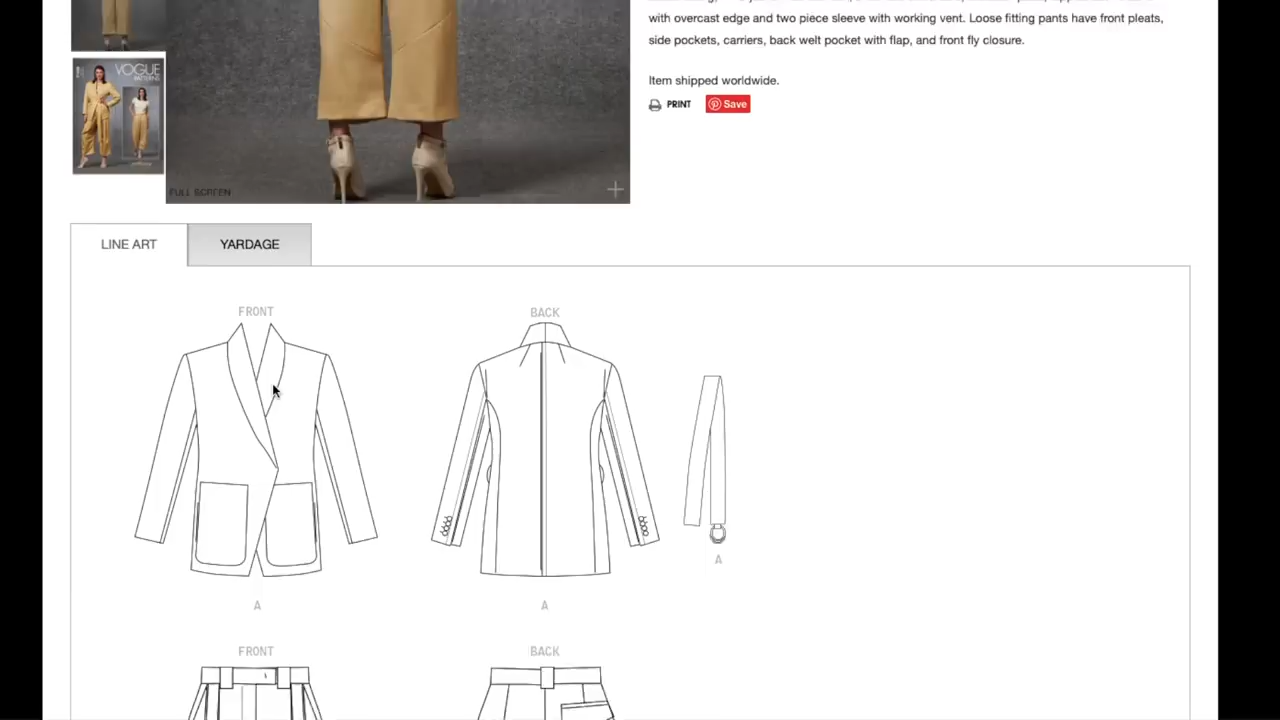 with overcast edge and two piece sleeve with working vent. Loose fitting pants have front pleats,
side pockets, carriers, back welt pocket with flap, and front fly closure.
Item shipped worldwide.
PRINT
Save
VOGUE
PATTERNS
FULL SCREEN
LINE ART
YARDAGE
FRONT
BACK
A
A
A
FRONT
BACK